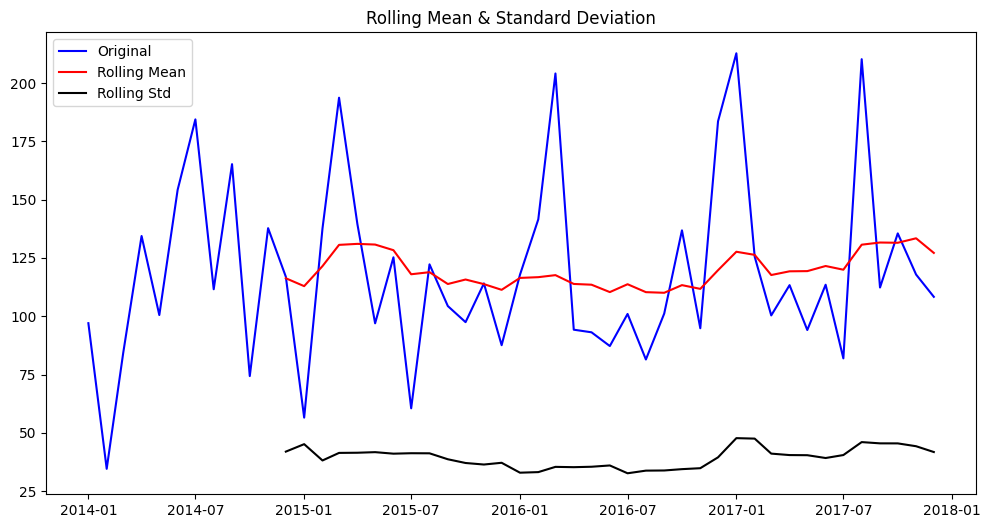 Rolling Mean & Standard Deviation
Original
Rolling Mean
Rolling Std
200
175
150
125
100
75
50
25
2014-01 2014-07 2015-01 2015-07 2016-01 2016-07 2017-01 2017-07 2018-01